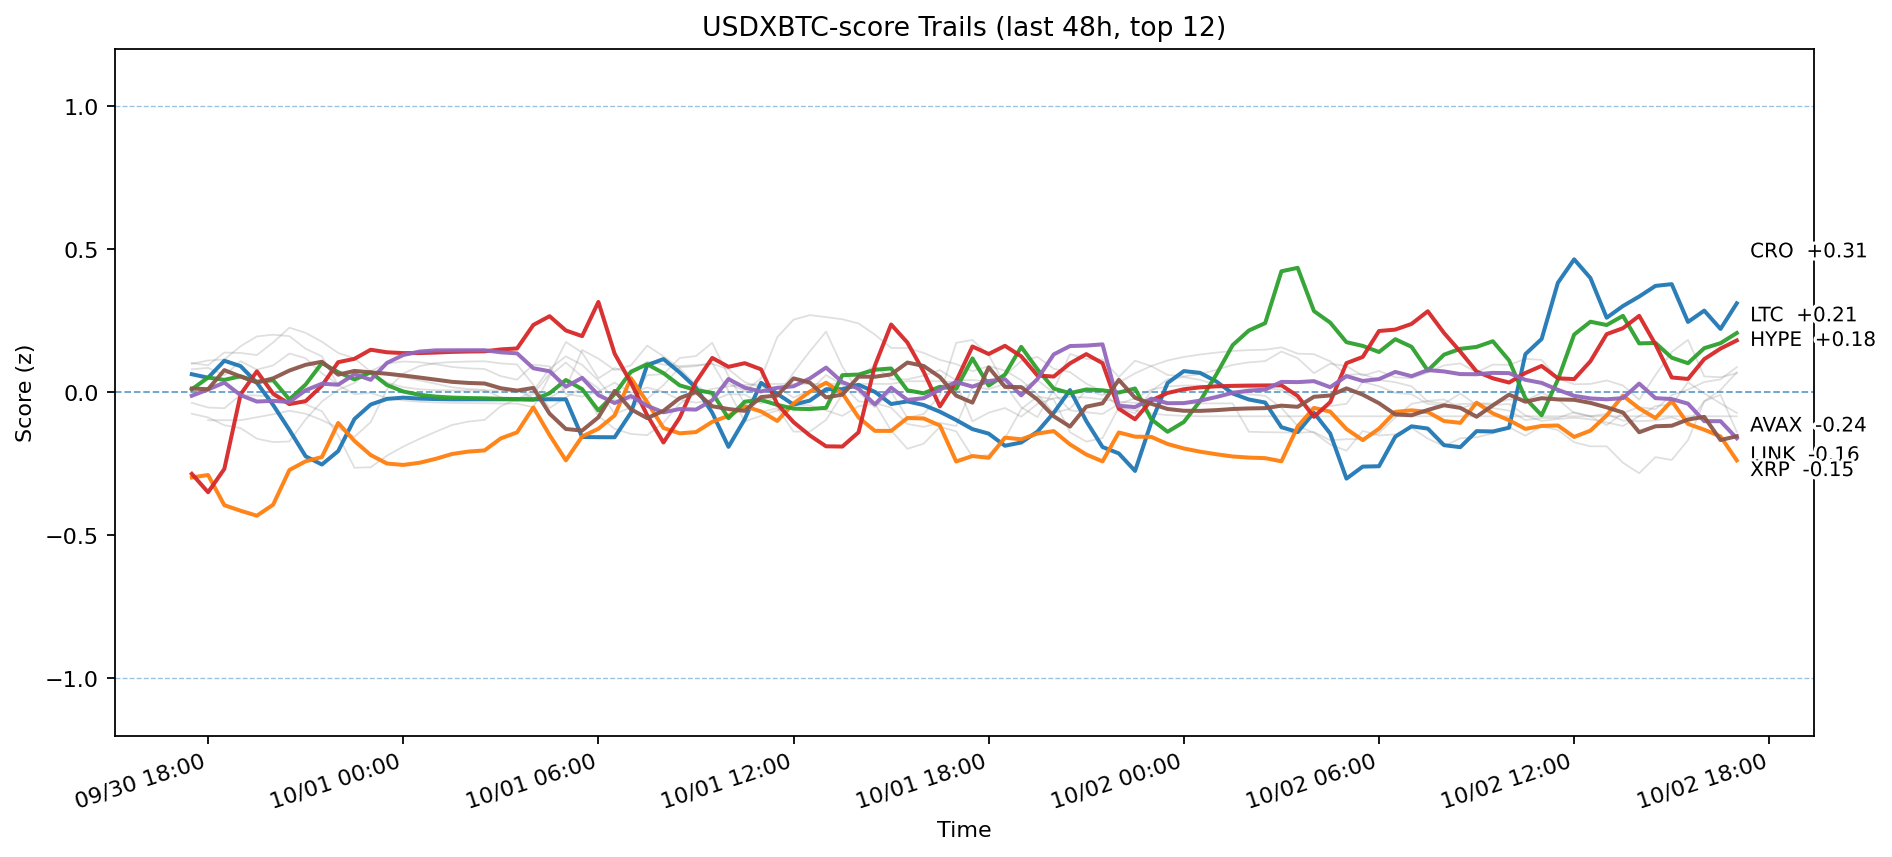 USDXBTC-score Trails (last 48h, top 12)
Score (z)
1.0
0.5
0.0
−0.5
−1.0
CRO +0.31
LTC +0.21
HYPE +0.18
AVAX -0.24
LINK -0.16
XRP -0.15
09/30 18:00
10/01 00:00
10/01 06:00
10/01 12:00
10/01 18:00
10/02 00:00
10/02 06:00
10/02 12:00
10/02 18:00
Time